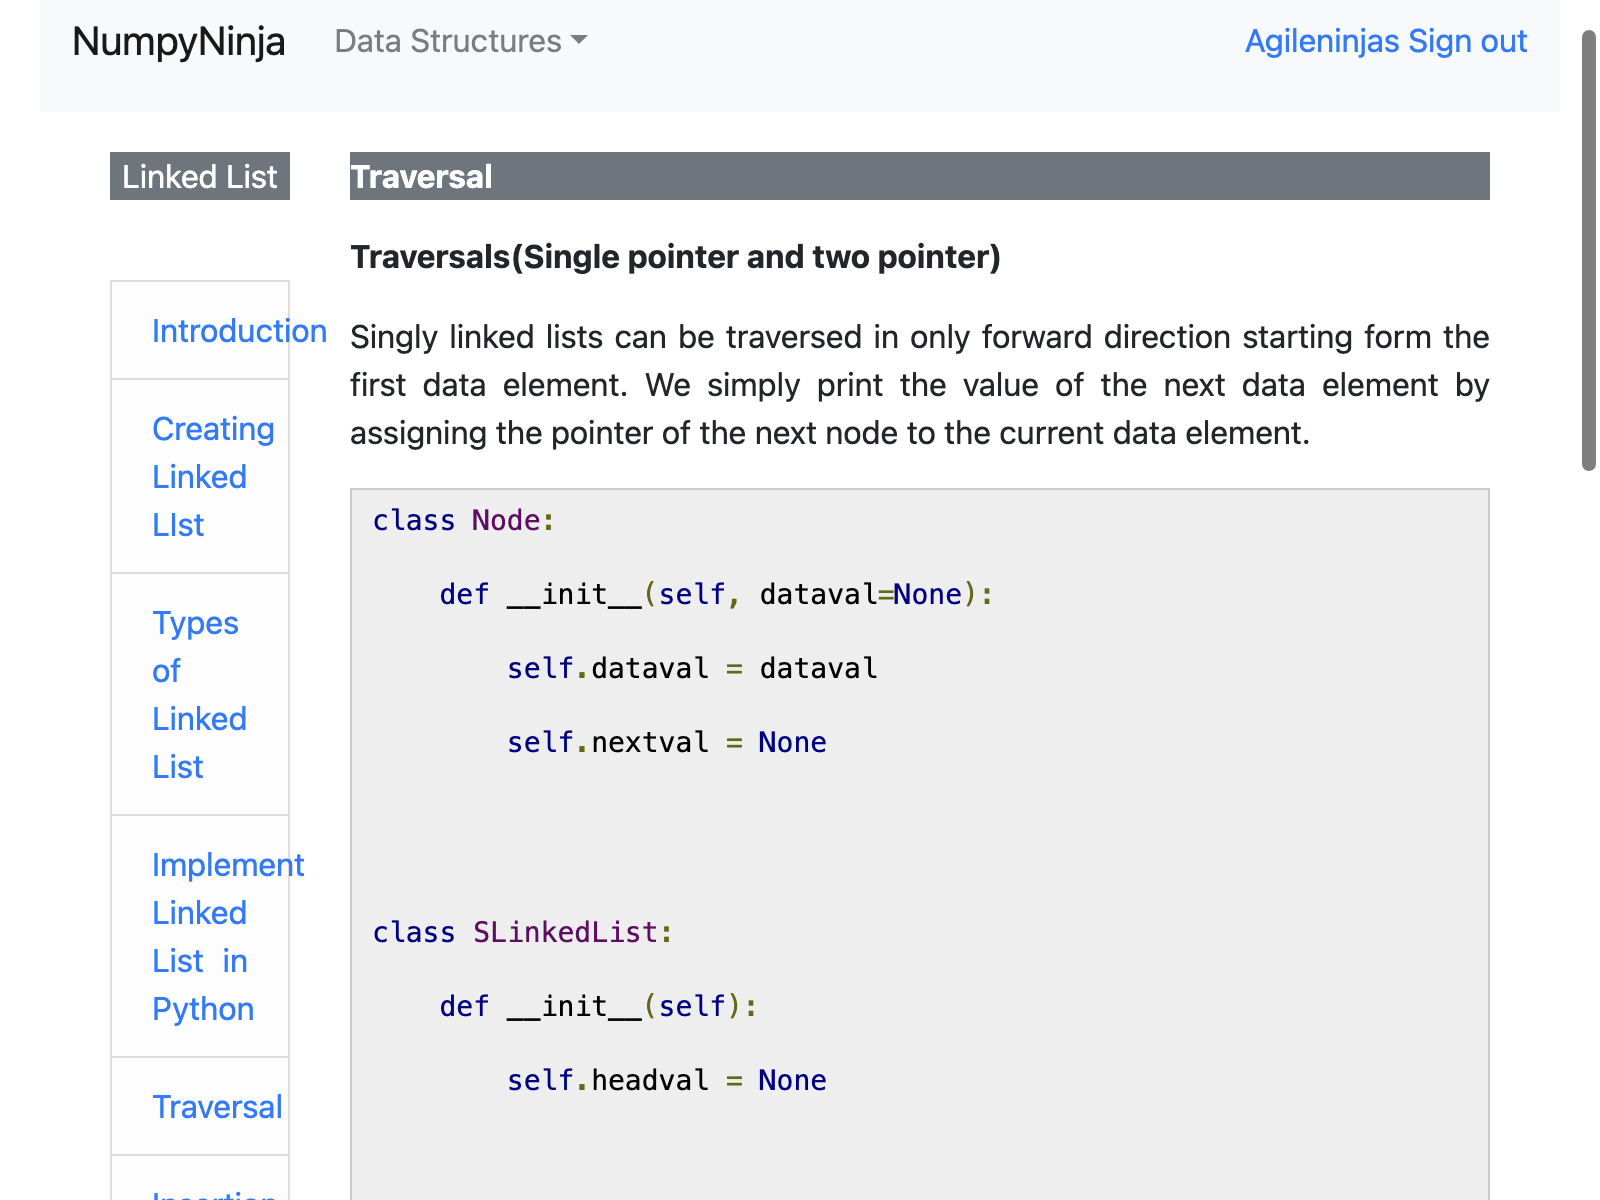 NumpyNinja Data Structures Agileninjas Sign out
Linked List
Introduction
Creating
Linked
LIst
Types
of
Linked
List
Implement
Linked
List in
Python
Traversal
Insertion
Traversal
Traversals(Single pointer and two pointer)
Singly linked lists can be traversed in only forward direction starting form the
first data element. We simply print the value of the next data element by
assigning the pointer of the next node to the current data element.
class Node:
    def __init__(self, dataval=None):
        self.dataval = dataval
        self.nextval = None
class SLinkedList:
    def __init__(self):
        self.headval = None